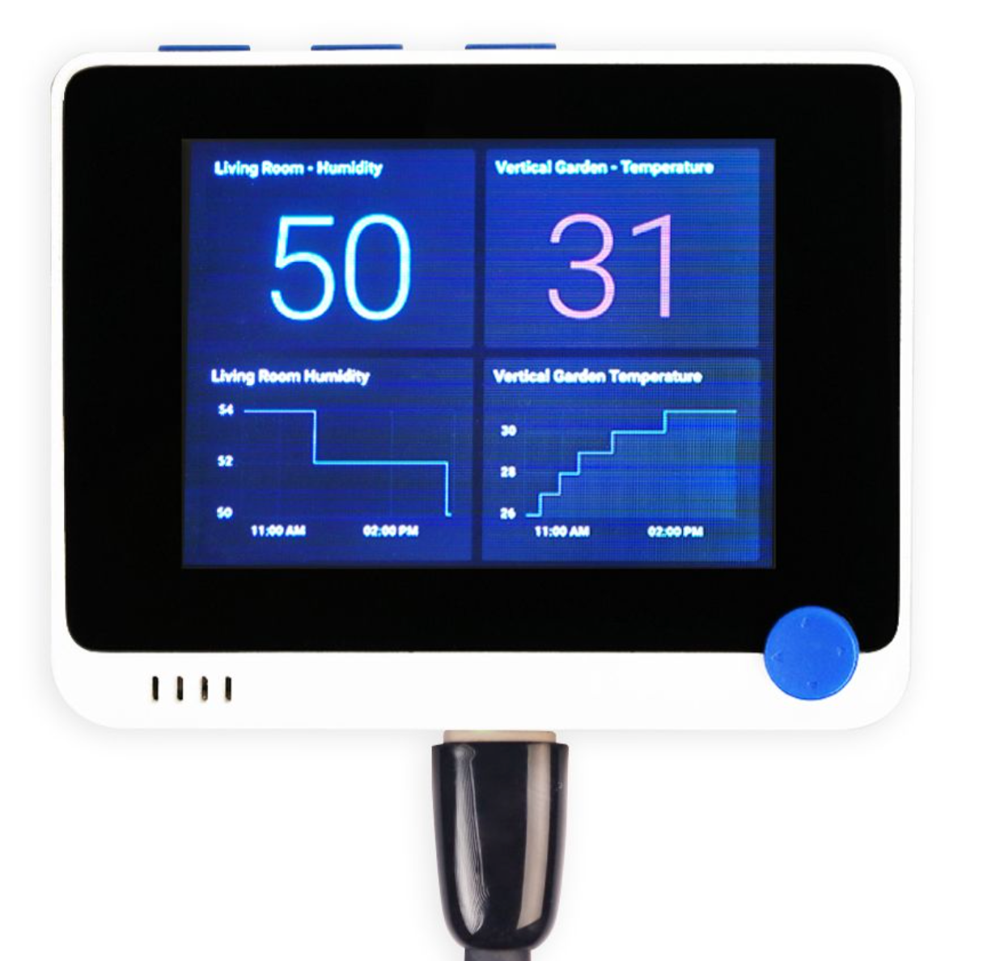 Living Room - Humidity
50
Vertical Garden - Temperature
31
Living Room Humidity
54
52
50
11:00 AM 02:00 PM
Vertical Garden Temperature
30
28
26
11:00 AM 02:00 PM